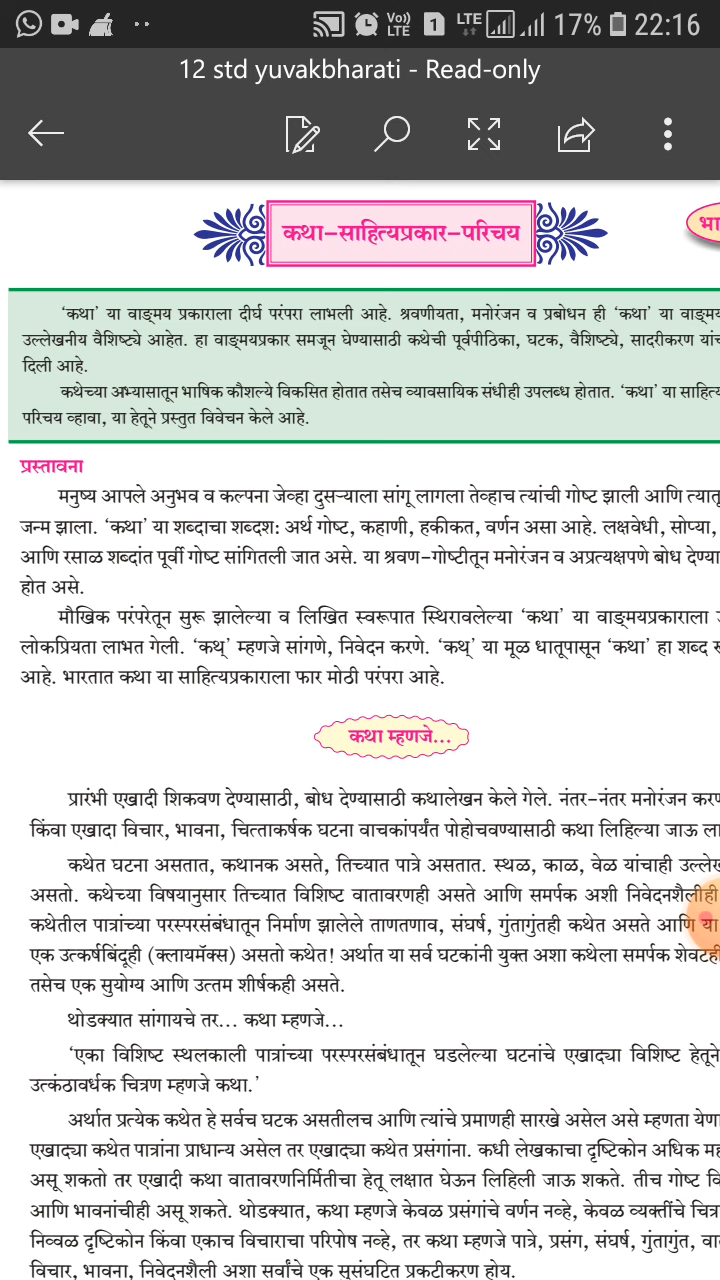 Vo)) LTE 1 LTE 17% 22:16
12 std yuvakbharati - Read-only
कथा–साहित्यप्रकार–परिचय
भा
‘कथा’ या वाङ्मय प्रकाराला दीर्घ परंपरा लाभली आहे. श्रवणीयता, मनोरंजन व प्रबोधन ही ‘कथा’ या वाङ्मय
उल्लेखनीय वैशिष्ट्ये आहेत. हा वाङ्मयप्रकार समजून घेण्यासाठी कथेची पूर्वपीठिका, घटक, वैशिष्ट्ये, सादरीकरण यांच
दिली आहे.
कथेच्या अभ्यासातून भाषिक कौशल्ये विकसित होतात तसेच व्यावसायिक संधीही उपलब्ध होतात. ‘कथा’ या साहित्य
परिचय व्हावा, या हेतूने प्रस्तुत विवेचन केले आहे.
प्रस्तावना
मनुष्य आपले अनुभव व कल्पना जेव्हा दुसऱ्याला सांगू लागला तेव्हाच त्यांची गोष्ट झाली आणि त्यातू
जन्म झाला. ‘कथा’ या शब्दाचा शब्दश: अर्थ गोष्ट, कहाणी, हकीकत, वर्णन असा आहे. लक्षवेधी, सोप्या,
आणि रसाळ शब्दांत पूर्वी गोष्ट सांगितली जात असे. या श्रवण–गोष्टीतून मनोरंजन व अप्रत्यक्षपणे बोध देण्या
होत असे.
मौखिक परंपरेतून सुरू झालेल्या व लिखित स्वरूपात स्थिरावलेल्या ‘कथा’ या वाङ्मयप्रकाराला
लोकप्रियता लाभत गेली. ‘कथ्’ म्हणजे सांगणे, निवेदन करणे. ‘कथ्’ या मूळ धातूपासून ‘कथा’ हा शब्द
आहे. भारतात कथा या साहित्यप्रकाराला फार मोठी परंपरा आहे.
कथा म्हणजे...
प्रारंभी एखादी शिकवण देण्यासाठी, बोध देण्यासाठी कथालेखन केले गेले. नंतर–नंतर मनोरंजन करण
किंवा एखादा विचार, भावना, चित्ताकर्षक घटना वाचकांपर्यंत पोहोचवण्यासाठी कथा लिहिल्या जाऊ ला
कथेत घटना असतात, कथानक असते, तिच्यात पात्रे असतात. स्थळ, काळ, वेळ यांचाही उल्लेख
असतो. कथेच्या विषयानुसार तिच्यात विशिष्ट वातावरणही असते आणि समर्पक अशी निवेदनशैलीही
कथेतील पात्रांच्या परस्परसंबंधातून निर्माण झालेले ताणतणाव, संघर्ष, गुंतागुंतही कथेत असते आणि या
एक उत्कर्षबिंदूही (क्लायमॅक्स) असतो कथेत! अर्थात या सर्व घटकांनी युक्त अशा कथेला समर्पक शेवटही
तसेच एक सुयोग्य आणि उत्तम शीर्षकही असते.
थोडक्यात सांगायचे तर... कथा म्हणजे...
‘एका विशिष्ट स्थलकाली पात्रांच्या परस्परसंबंधातून घडलेल्या घटनांचे एखाद्या विशिष्ट हेतूने
उत्कंठावर्धक चित्रण म्हणजे कथा.’
अर्थात प्रत्येक कथेत हे सर्वच घटक असतीलच आणि त्यांचे प्रमाणही सारखे असेल असे म्हणता येणा
एखाद्या कथेत पात्रांना प्राधान्य असेल तर एखाद्या कथेत प्रसंगांना. कधी लेखकाचा दृष्टिकोन अधिक मह
असू शकतो तर एखादी कथा वातावरणनिर्मितीचा हेतू लक्षात घेऊन लिहिली जाऊ शकते. तीच गोष्ट वि
आणि भावनांचीही असू शकते. थोडक्यात, कथा म्हणजे केवळ प्रसंगांचे वर्णन नव्हे, केवळ व्यक्तींचे चित्र
निव्वळ दृष्टिकोन किंवा एकाच विचाराचा परिपोष नव्हे, तर कथा म्हणजे पात्रे, प्रसंग, संघर्ष, गुंतागुंत, वा
विचार, भावना, निवेदनशैली अशा सर्वांचे एक सुसंघटित प्रकटीकरण होय.